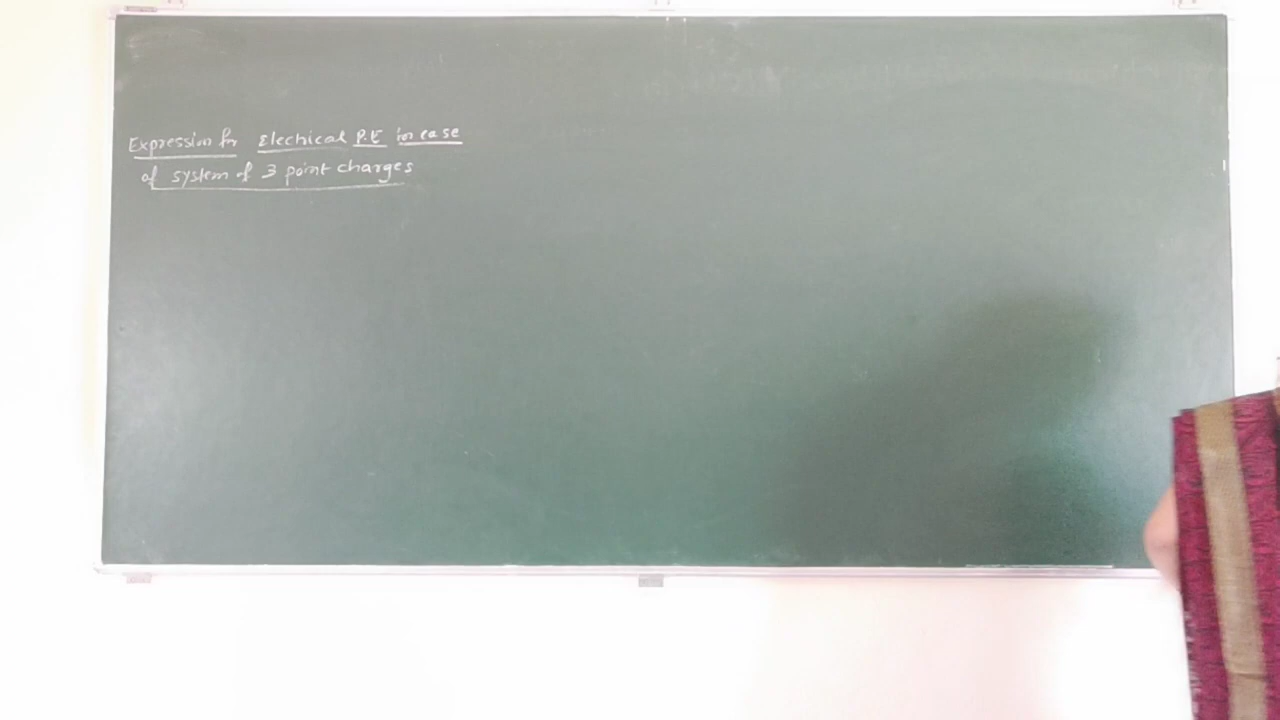 Expression for Electrical P.E in case
of system of 3 point charges